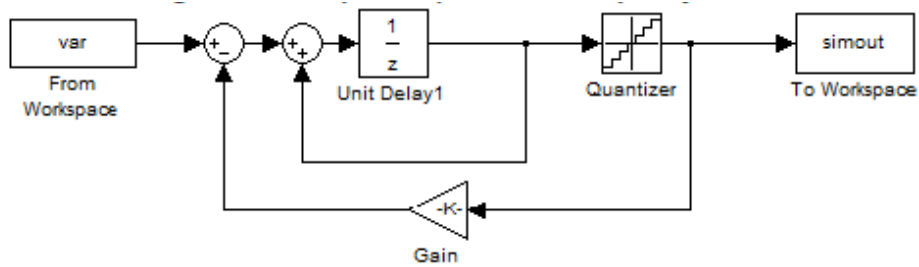 var
From
Workspace
+
−
+
+
1
z
Unit Delay1
Quantizer
simout
To Workspace
-K-
Gain